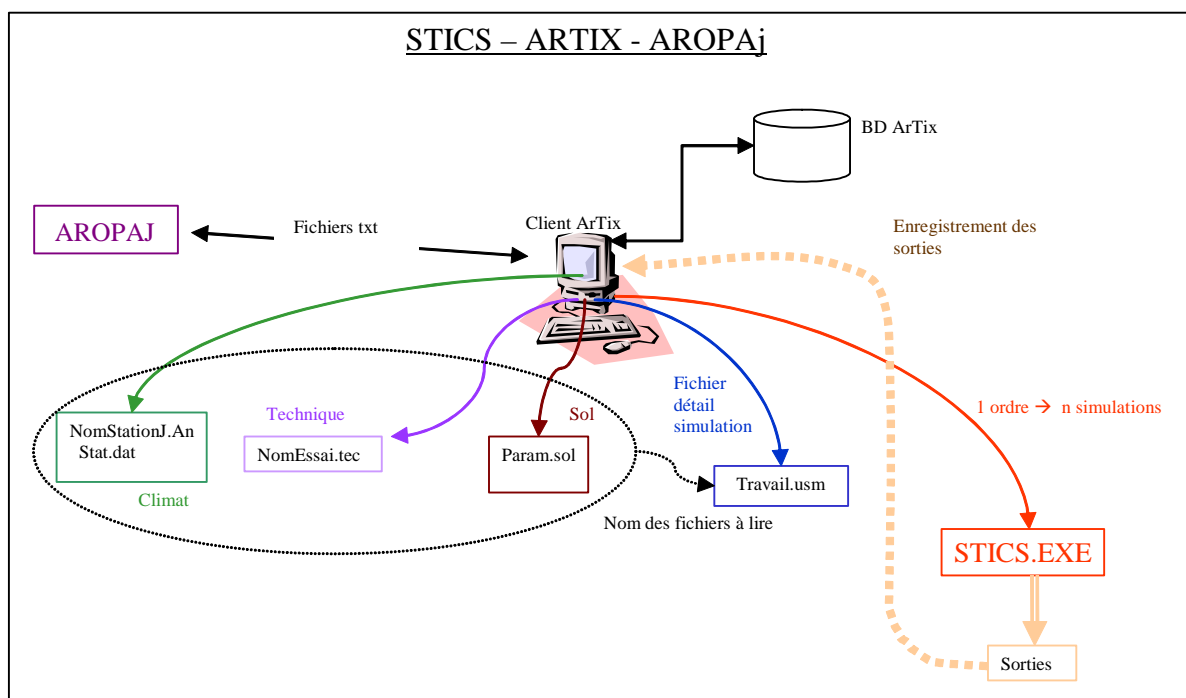 STICS – ARTIX - AROPAj
BD ArTix
AROPAJ
Fichiers txt
Client ArTix
Enregistrement des
sorties
Technique
Sol
Fichier
détail
simulation
1 ordre → n simulations
NomStationJ.An
Stat.dat
NomEssai.tec
Param.sol
Travail.usm
Climat
Nom des fichiers à lire
STICS.EXE
Sorties